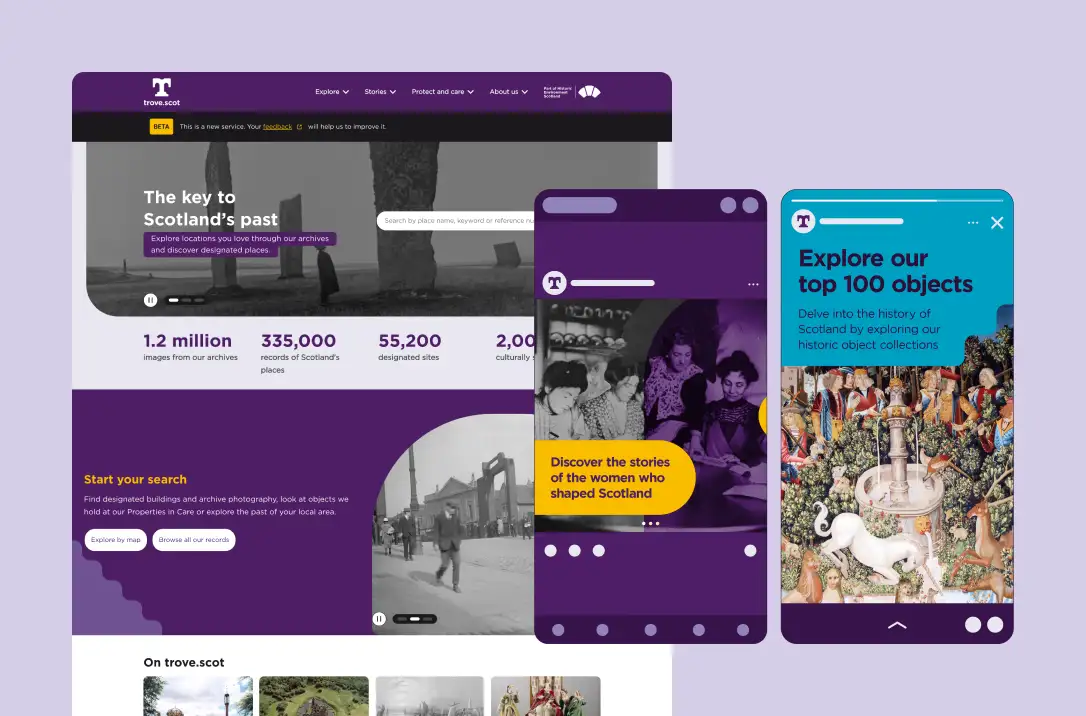 trove.scot
Explore
Stories
Protect and care
About us
Part of Historic
Environment
Scotland
BETA
This is a new service. Your feedback will help us to improve it.
The key to
Scotland's past
Explore locations you love through our archives
and discover designated places.
Search by place name, keyword or reference nu
1.2 million
images from our archives
335,000
records of Scotland's
places
55,200
designated sites
2,00
culturally s
Start your search
Find designated buildings and archive photography, look at objects we
hold at our Properties in Care or explore the past of your local area.
Explore by map
Browse all our records
On trove.scot
Discover the stories
of the women who
shaped Scotland
Explore our
top 100 objects
Delve into the history of
Scotland by exploring our
historic object collections